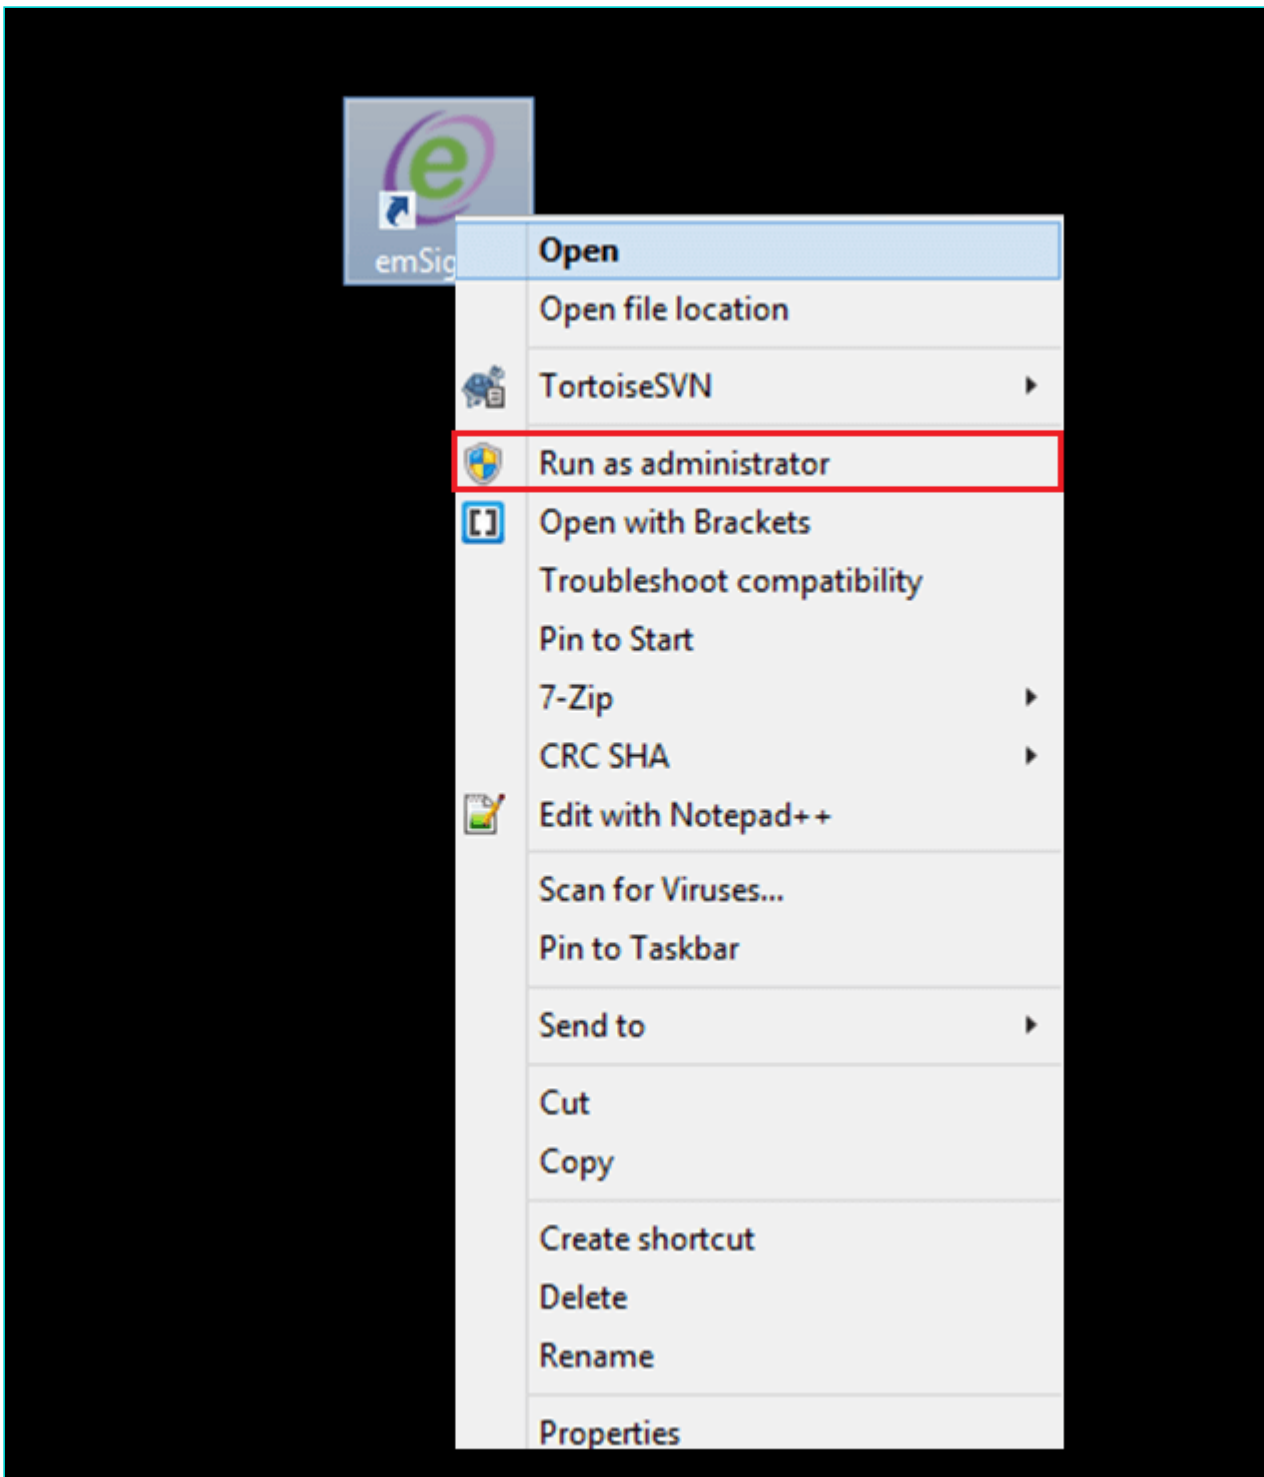 emSig
Open
Open file location
TortoiseSVN
Run as administrator
Open with Brackets
Troubleshoot compatibility
Pin to Start
7-Zip
CRC SHA
Edit with Notepad++
Scan for Viruses...
Pin to Taskbar
Send to
Cut
Copy
Create shortcut
Delete
Rename
Properties